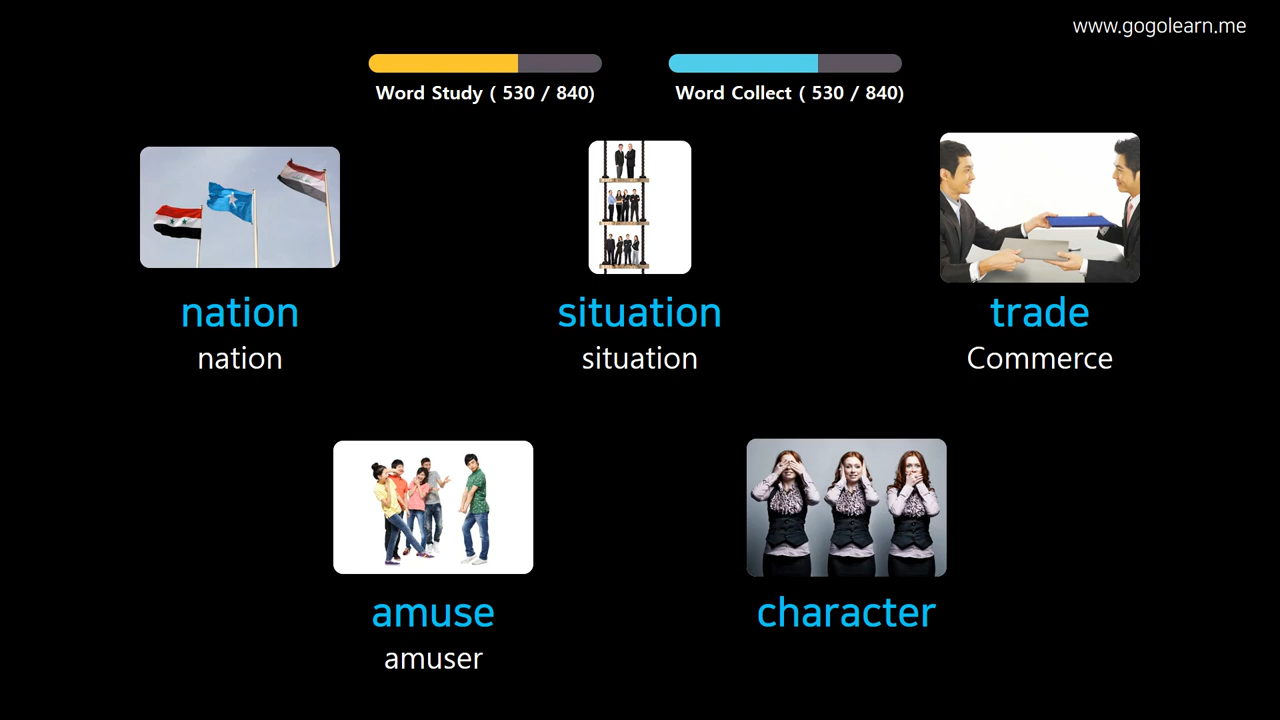 www.gogolearn.me
Word Study ( 530 / 840)
Word Collect ( 530 / 840)
nation
nation
situation
situation
trade
Commerce
amuse
amuser
character